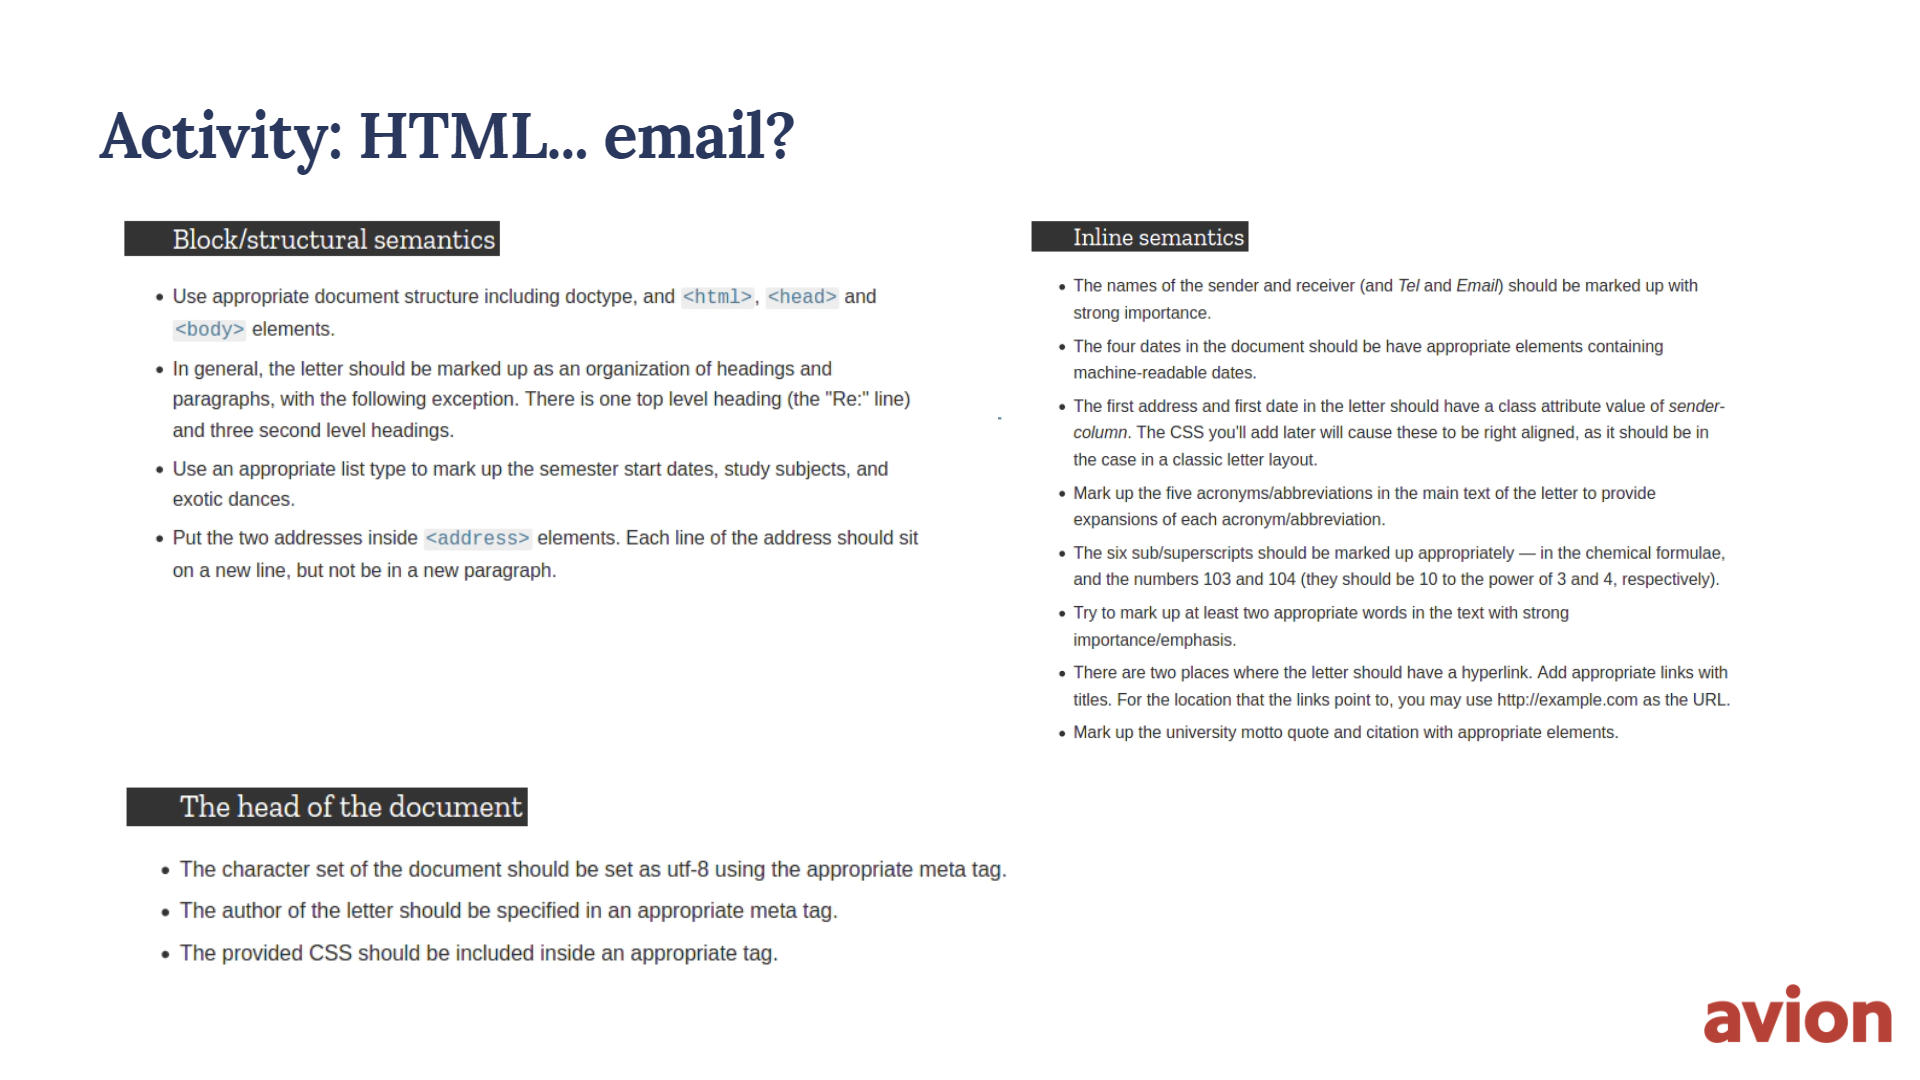 Activity: HTML... email?
Block/structural semantics
• Use appropriate document structure including doctype, and <html>, <head> and
<body> elements.
• In general, the letter should be marked up as an organization of headings and
paragraphs, with the following exception. There is one top level heading (the "Re:" line)
and three second level headings.
• Use an appropriate list type to mark up the semester start dates, study subjects, and
exotic dances.
• Put the two addresses inside <address> elements. Each line of the address should sit
on a new line, but not be in a new paragraph.
Inline semantics
• The names of the sender and receiver (and Tel and Email) should be marked up with
strong importance.
• The four dates in the document should be have appropriate elements containing
machine-readable dates.
• The first address and first date in the letter should have a class attribute value of sender-
column. The CSS you'll add later will cause these to be right aligned, as it should be in
the case in a classic letter layout.
• Mark up the five acronyms/abbreviations in the main text of the letter to provide
expansions of each acronym/abbreviation.
• The six sub/superscripts should be marked up appropriately — in the chemical formulae,
and the numbers 103 and 104 (they should be 10 to the power of 3 and 4, respectively).
• Try to mark up at least two appropriate words in the text with strong
importance/emphasis.
• There are two places where the letter should have a hyperlink. Add appropriate links with
titles. For the location that the links point to, you may use http://example.com as the URL.
• Mark up the university motto quote and citation with appropriate elements.
The head of the document
• The character set of the document should be set as utf-8 using the appropriate meta tag.
• The author of the letter should be specified in an appropriate meta tag.
• The provided CSS should be included inside an appropriate tag.
avion